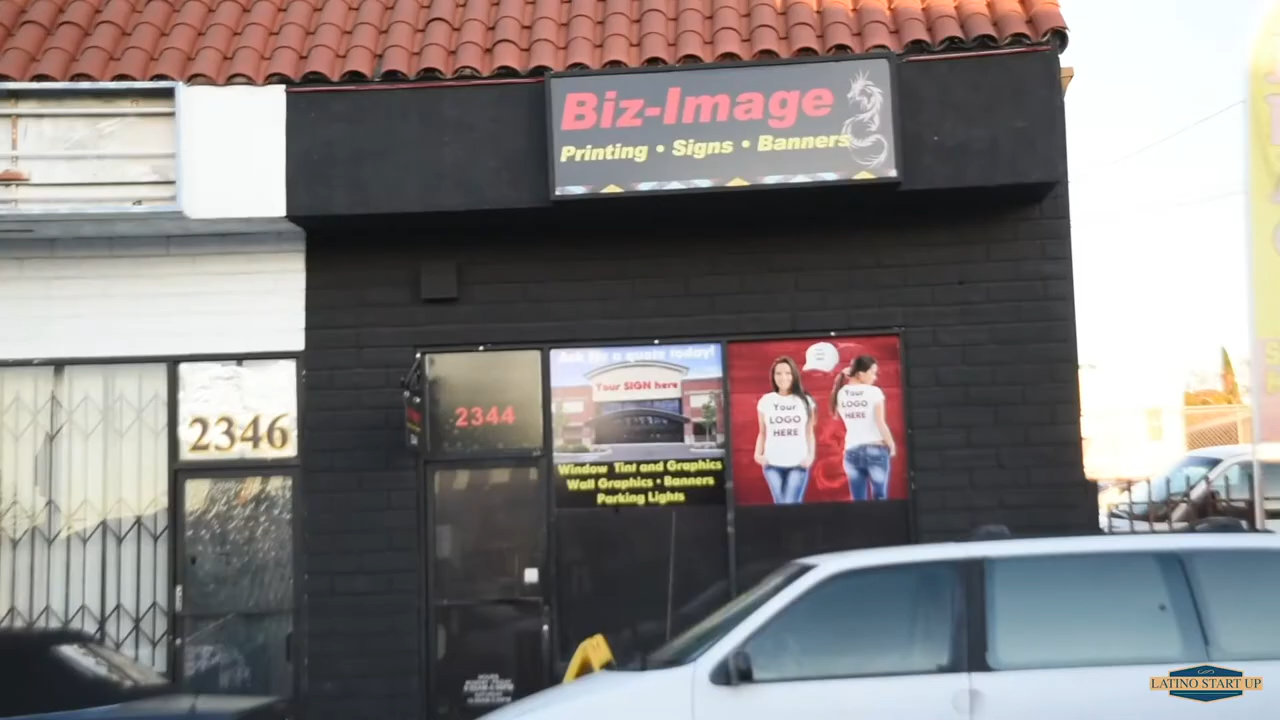 Biz-Image
Printing • Signs • Banners
2346
2344
Ask for a quote today!
Your SIGN here
Window Tint and Graphics
Wall Graphics • Banners
Parking Lights
Your
LOGO
HERE
Your
LOGO
HERE
LATINO START UP